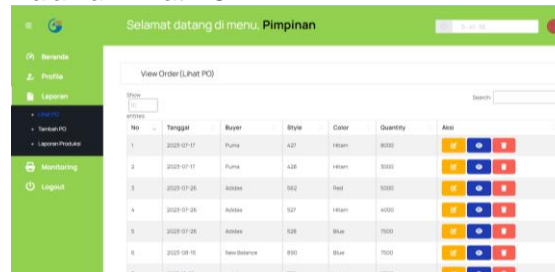 Selamat datang di menu, Pimpinan
Beranda
Profile
Laporan
Lihat PO
Tambah PO
Laporan Produksi
Monitoring
Logout
View Order (Lihat PO)
Show
10
entries
Search:
No Tanggal Buyer Style Color Quantity Aksi
1 2023-07-17 Puma 427 Hitam 8000
2 2023-07-17 Puma 428 Hitam 3000
3 2023-07-26 Adidas 562 Red 5000
4 2023-07-26 Adidas 527 Hitam 4000
5 2023-07-26 Adidas 528 Blue 7500
6 2023-08-15 New Balance 890 Blue 7500